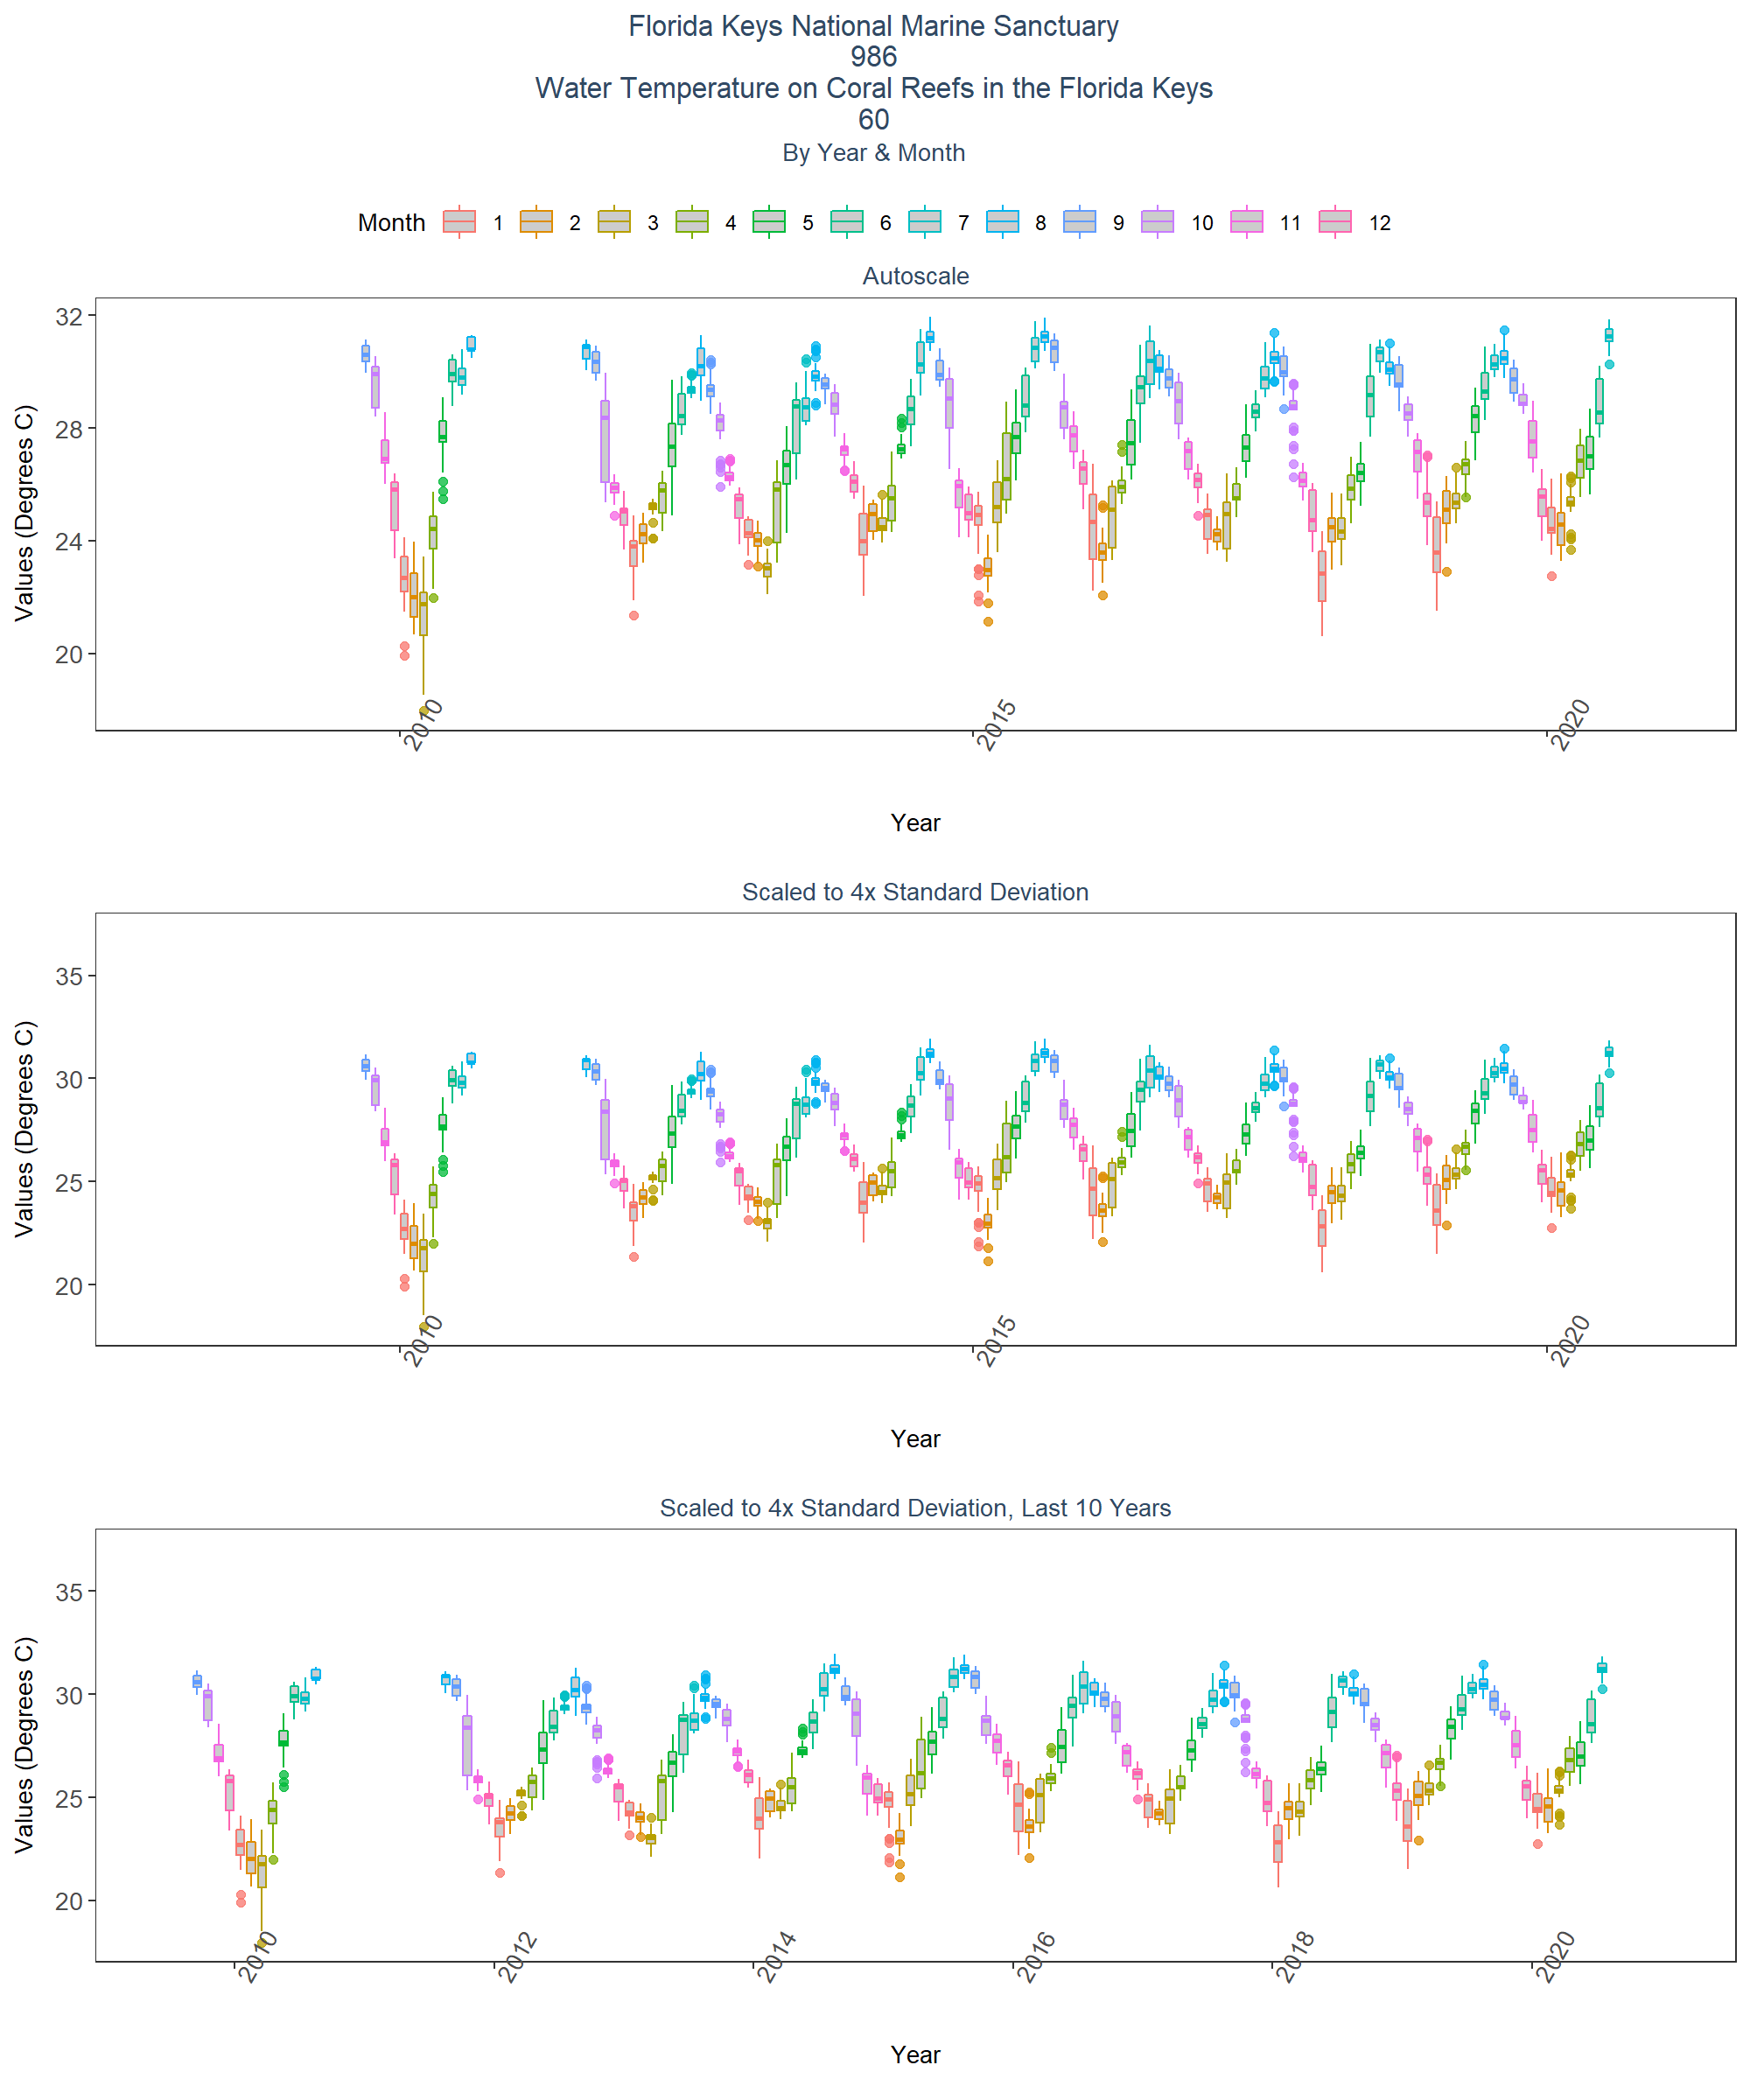 Florida Keys National Marine Sanctuary
986
Water Temperature on Coral Reefs in the Florida Keys
60
By Year & Month
Month 1 2 3 4 5 6 7 8 9 10 11 12
Autoscale
Values (Degrees C)
32
28
24
20
2010 2015 2020
Year
Scaled to 4x Standard Deviation
Values (Degrees C)
35
30
25
20
2010 2015 2020
Year
Scaled to 4x Standard Deviation, Last 10 Years
Values (Degrees C)
35
30
25
20
2010 2012 2014 2016 2018 2020
Year